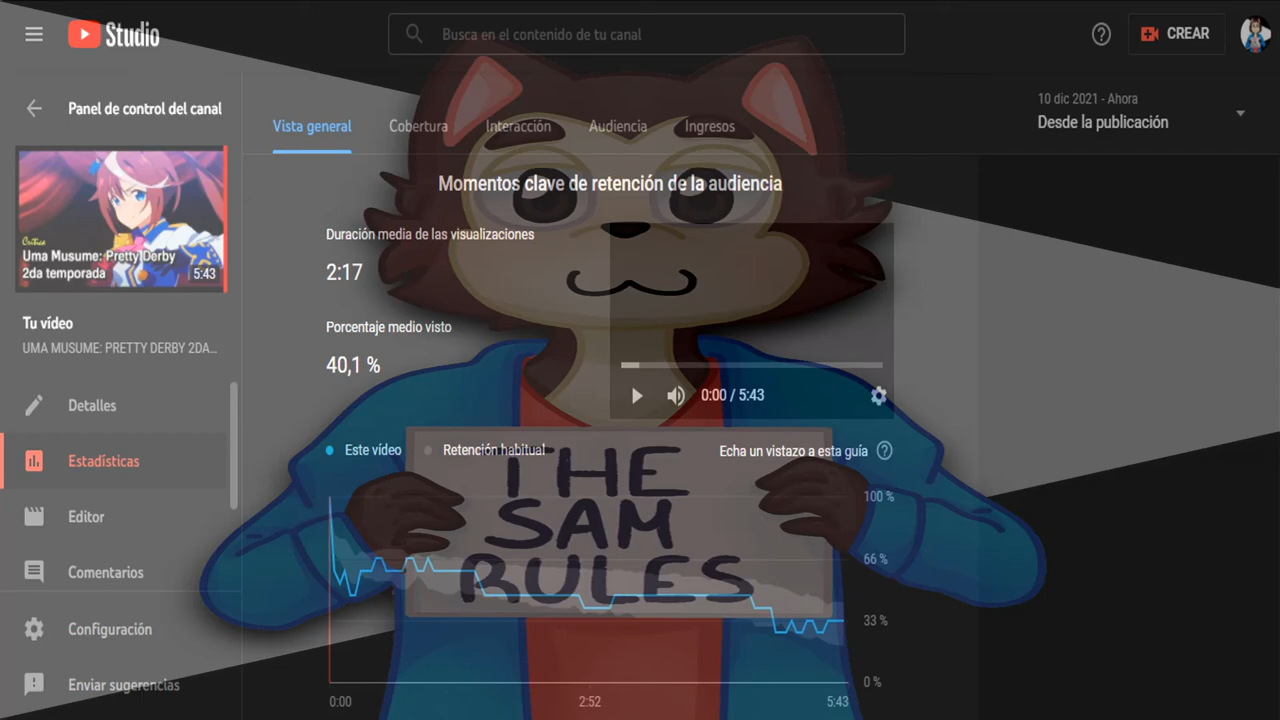 Studio
Busca en el contenido de tu canal
CREAR
Panel de control del canal
Vista general
Cobertura
Interacción
Audiencia
Ingresos
10 dic 2021 - Ahora
Desde la publicación
Momentos clave de retención de la audiencia
Crítica
Uma Musume: Pretty Derby
2da temporada
5:43
Duración media de las visualizaciones
2:17
Tu vídeo
UMA MUSUME: PRETTY DERBY 2DA...
Porcentaje medio visto
40,1 %
0:00 / 5:43
Detalles
Estadísticas
Editor
Comentarios
Configuración
Enviar sugerencias
Este vídeo
Retención habitual
Echa un vistazo a esta guía
THE
SAM
RULES
100 %
66 %
33 %
0 %
0:00
2:52
5:43